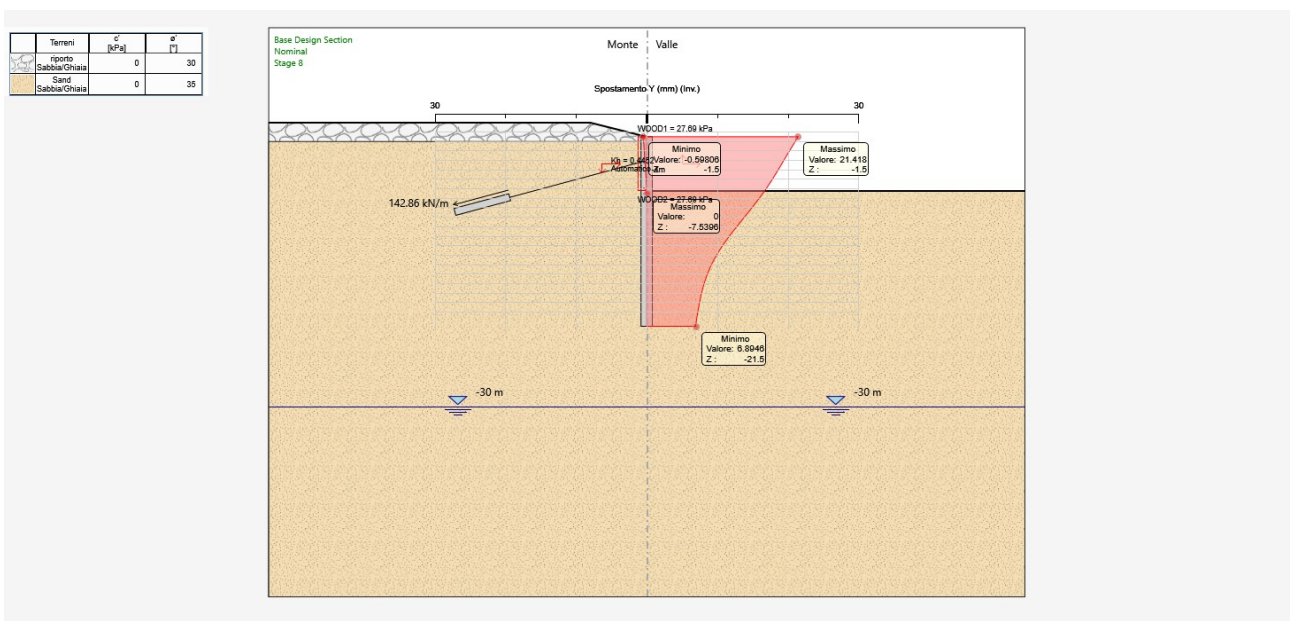 Terreni c' ø'
[kPa] [°]
riporto
Sabbia/Ghiaia 0 30
Sand
Sabbia/Ghiaia 0 35
Base Design Section
Nominal
Stage 8
Monte Valle
Spostamento Y (mm) (Inv.)
30 30
WOOD1 = 27.69 kPa
Minimo
Valore: -0.59806
Z : -1.5
Massimo
Valore: 21.418
Z : -1.5
Automatic
142.86 kN/m
WOOD2 = 27.69 kPa
Massimo
Valore: 0
Z : -7.5396
Minimo
Valore: 6.8946
Z : -21.5
-30 m -30 m